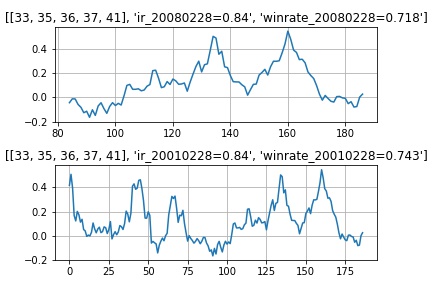 [[33, 35, 36, 37, 41], 'ir_20080228=0.84', 'winrate_20080228=0.718']
0.4
0.2
0.0
−0.2
80 100 120 140 160 180
[[33, 35, 36, 37, 41], 'ir_20010228=0.84', 'winrate_20010228=0.743']
0.4
0.2
0.0
−0.2
0 25 50 75 100 125 150 175